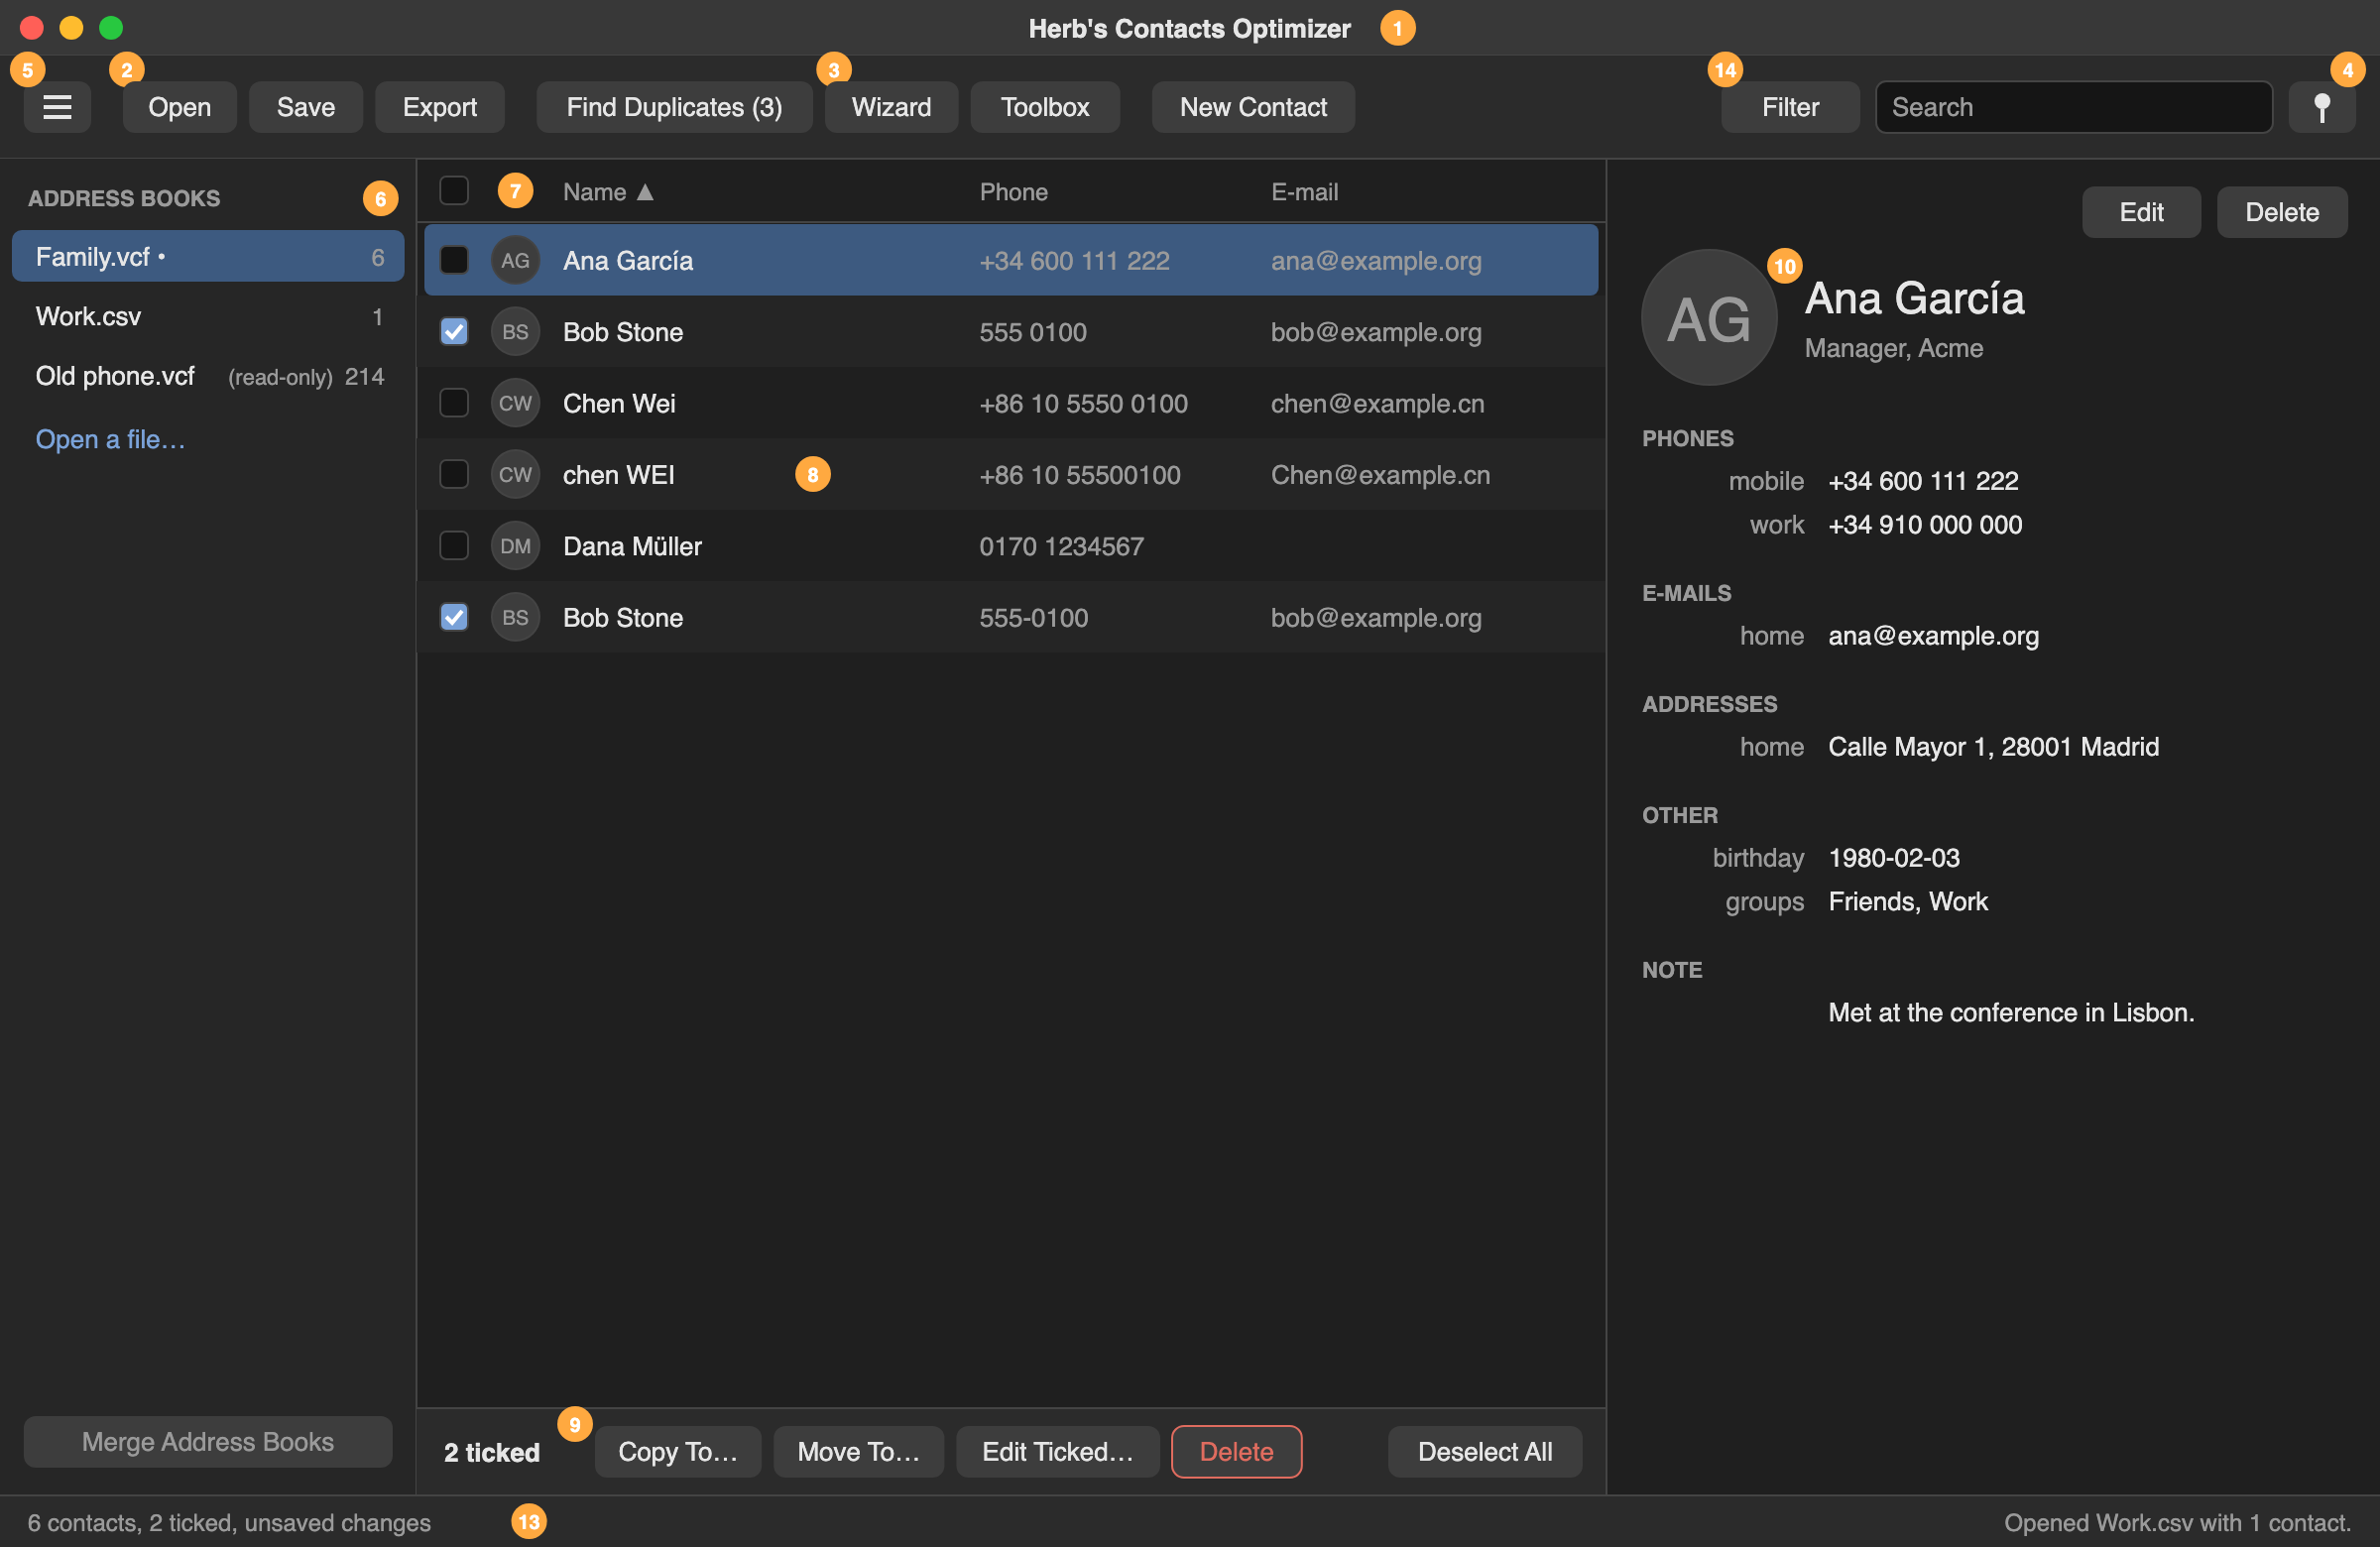 Herb's Contacts Optimizer 1
5 2 3 14 4
Open Save Export Find Duplicates (3) Wizard Toolbox New Contact Filter Search
ADDRESS BOOKS 6
Family.vcf • 6
Work.csv 1
Old phone.vcf (read-only) 214
Open a file…
Merge Address Books
7 Name ▲ Phone E-mail
AG Ana García +34 600 111 222 ana@example.org
BS Bob Stone 555 0100 bob@example.org
CW Chen Wei +86 10 5550 0100 chen@example.cn
CW chen WEI 8 +86 10 55500100 Chen@example.cn
DM Dana Müller 0170 1234567
BS Bob Stone 555-0100 bob@example.org
9
2 ticked Copy To… Move To… Edit Ticked… Delete Deselect All
Edit Delete
AG 10 Ana García
Manager, Acme
PHONES
mobile +34 600 111 222
work +34 910 000 000
E-MAILS
home ana@example.org
ADDRESSES
home Calle Mayor 1, 28001 Madrid
OTHER
birthday 1980-02-03
groups Friends, Work
NOTE
Met at the conference in Lisbon.
6 contacts, 2 ticked, unsaved changes 13 Opened Work.csv with 1 contact.